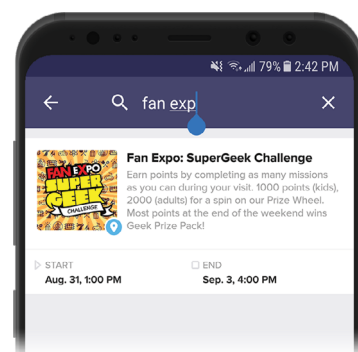 79% 2:42 PM
fan exp
Fan Expo: SuperGeek Challenge
Earn points by completing as many missions
as you can during your visit. 1000 points (kids),
2000 (adults) for a spin on our Prize Wheel.
Most points at the end of the weekend wins
Geek Prize Pack!
FAN EXPO
SUPER
GEEK
CHALLENGE
START
Aug. 31, 1:00 PM
END
Sep. 3, 4:00 PM